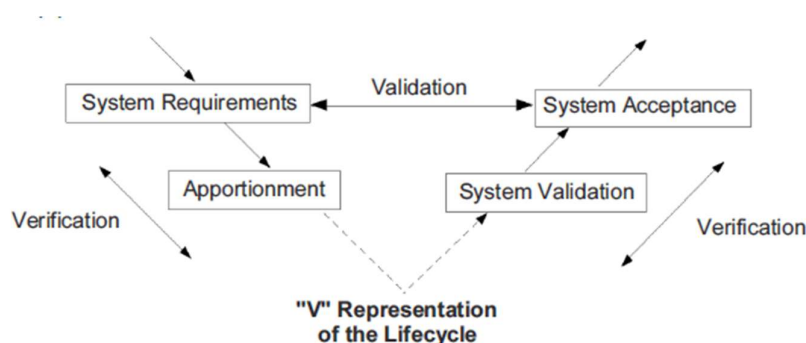 Validation
System Requirements
System Acceptance
Apportionment
System Validation
Verification
Verification
"V" Representation
of the Lifecycle